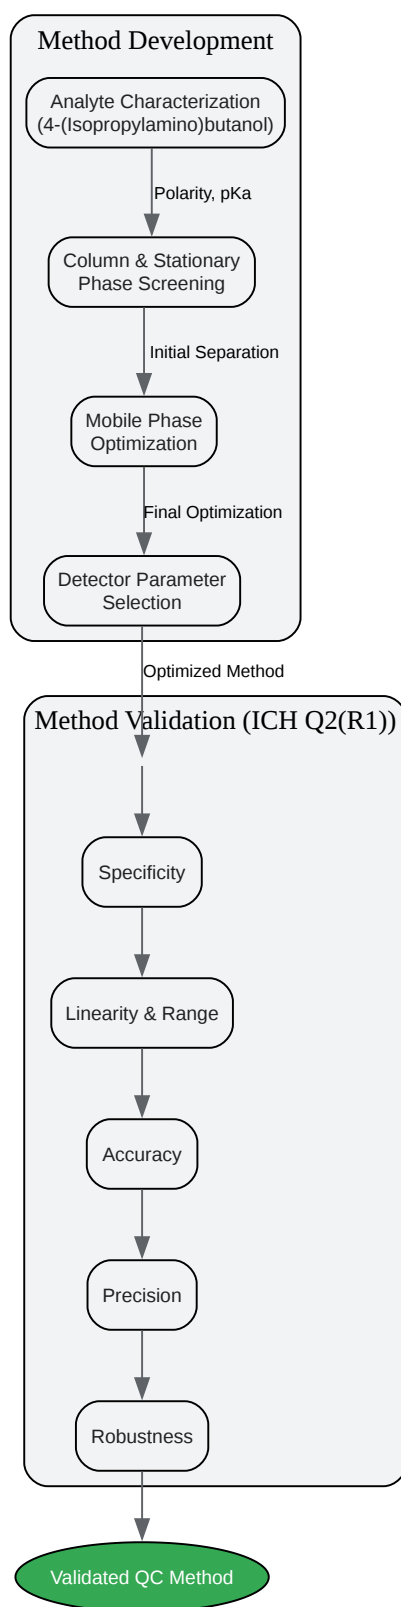 Method Development
Analyte Characterization
(4-(Isopropylamino)butanol)
Polarity, pKa
Column & Stationary
Phase Screening
Initial Separation
Mobile Phase
Optimization
Final Optimization
Detector Parameter
Selection
Optimized Method
Method Validation (ICH Q2(R1))
Specificity
Linearity & Range
Accuracy
Precision
Robustness
Validated QC Method